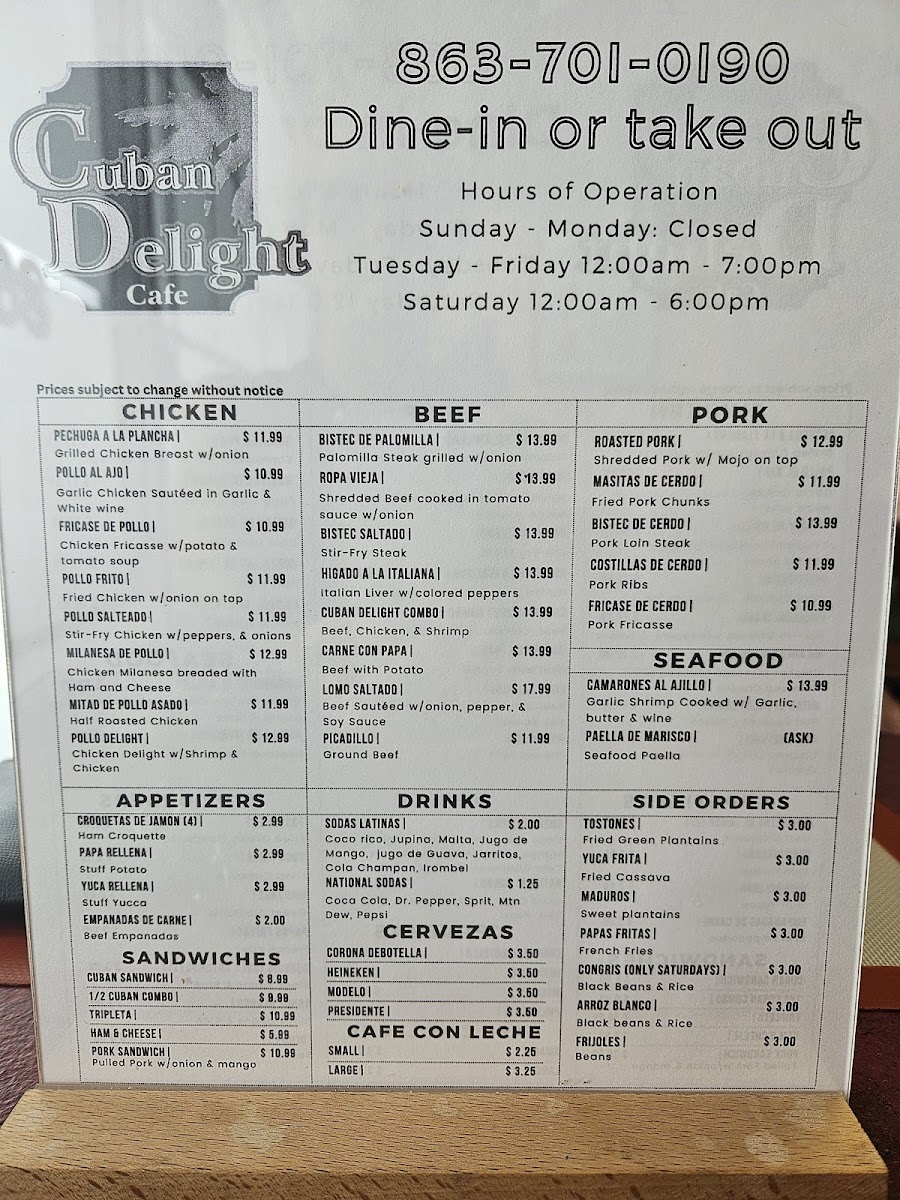 Cuban
Delight
Cafe
863-701-0190
Dine-in or take out
Hours of Operation
Sunday - Monday: Closed
Tuesday - Friday 12:00am - 7:00pm
Saturday 12:00am - 6:00pm
Prices subject to change without notice
CHICKEN
PECHUGA A LA PLANCHA | $ 11.99
Grilled Chicken Breast w/onion
POLLO AL AJO | $ 10.99
Garlic Chicken Sautéed in Garlic &
White wine
FRICASE DE POLLO | $ 10.99
Chicken Fricasse w/potato &
tomato soup
POLLO FRITO | $ 11.99
Fried Chicken w/onion on top
POLLO SALTEADO | $ 11.99
Stir-Fry Chicken w/peppers, & onions
MILANESA DE POLLO | $ 12.99
Chicken Milanesa breaded with
Ham and Cheese
MITAD DE POLLO ASADO | $ 11.99
Half Roasted Chicken
POLLO DELIGHT | $ 12.99
Chicken Delight w/Shrimp &
Chicken
BEEF
BISTEC DE PALOMILLA | $ 13.99
Palomilla Steak grilled w/onion
ROPA VIEJA | $ 13.99
Shredded Beef cooked in tomato
sauce w/onion
BISTEC SALTADO | $ 13.99
Stir-Fry Steak
HIGADO A LA ITALIANA | $ 13.99
Italian Liver w/colored peppers
CUBAN DELIGHT COMBO | $ 13.99
Beef, Chicken, & Shrimp
CARNE CON PAPA | $ 13.99
Beef with Potato
LOMO SALTADO | $ 17.99
Beef Sautéed w/onion, pepper, &
Soy Sauce
PICADILLO | $ 11.99
Ground Beef
PORK
ROASTED PORK | $ 12.99
Shredded Pork w/ Mojo on top
MASITAS DE CERDO | $ 11.99
Fried Pork Chunks
BISTEC DE CERDO | $ 13.99
Pork Loin Steak
COSTILLAS DE CERDO | $ 11.99
Pork Ribs
FRICASE DE CERDO | $ 10.99
Pork Fricasse
SEAFOOD
CAMARONES AL AJILLO | $ 13.99
Garlic Shrimp Cooked w/ Garlic,
butter & wine
PAELLA DE MARISCO | (ASK)
Seafood Paella
APPETIZERS
CROQUETAS DE JAMON (4) | $ 2.99
Ham Croquette
PAPA RELLENA | $ 2.99
Stuff Potato
YUCA RELLENA | $ 2.99
Stuff Yucca
EMPANADAS DE CARNE | $ 2.00
Beef Empanadas
SANDWICHES
CUBAN SANDWICH | $ 8.99
1/2 CUBAN COMBO | $ 9.99
TRIPLETA | $ 10.99
HAM & CHEESE | $ 5.99
PORK SANDWICH | $ 10.99
Pulled Pork w/onion & mango
DRINKS
SODAS LATINAS | $ 2.00
Coco rico, Jupina, Malta, Jugo de
Mango, jugo de Guava, Jarritos,
Cola Champan, Irombel
NATIONAL SODAS | $ 1.25
Coca Cola, Dr. Pepper, Sprit, Mtn
Dew, Pepsi
CERVEZAS
CORONA DEBOTELLA | $ 3.50
HEINEKEN | $ 3.50
MODELO | $ 3.50
PRESIDENTE | $ 3.50
CAFE CON LECHE
SMALL | $ 2.25
LARGE | $ 3.25
SIDE ORDERS
TOSTONES | $ 3.00
Fried Green Plantains
YUCA FRITA | $ 3.00
Fried Cassava
MADUROS | $ 3.00
Sweet plantains
PAPAS FRITAS | $ 3.00
French Fries
CONGRIS (ONLY SATURDAYS) | $ 3.00
Black Beans & Rice
ARROZ BLANCO | $ 3.00
Black beans & Rice
FRIJOLES | $ 3.00
Beans